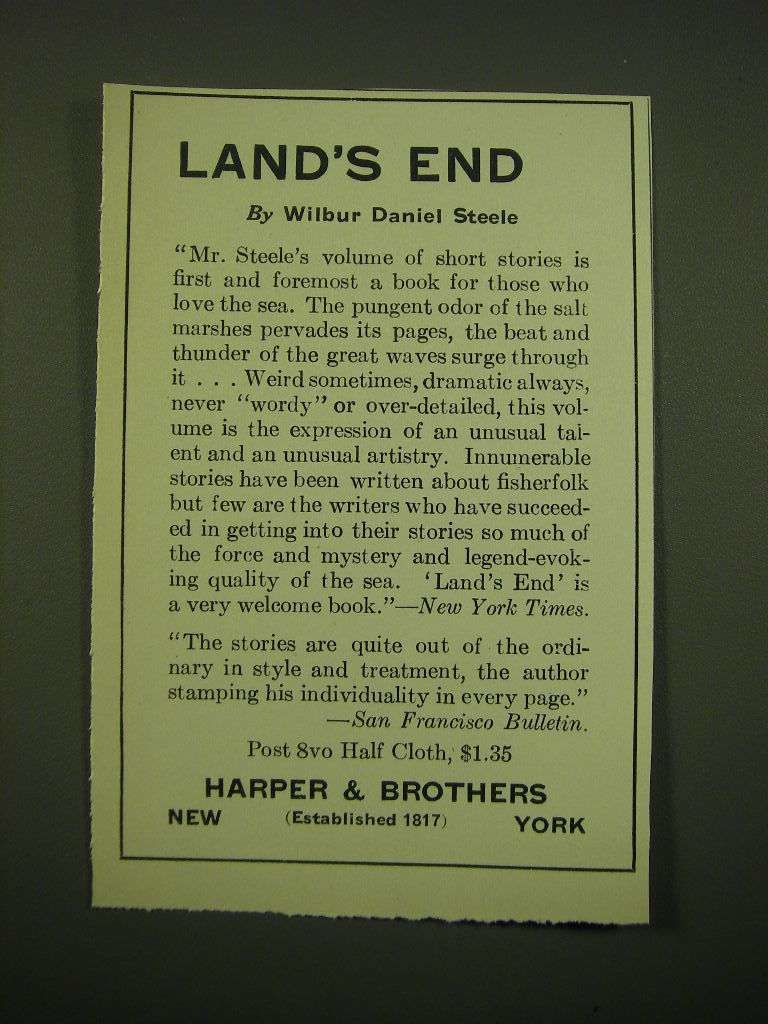 LAND'S END
By Wilbur Daniel Steele
"Mr. Steele's volume of short stories is
first and foremost a book for those who
love the sea. The pungent odor of the salt
marshes pervades its pages, the beat and
thunder of the great waves surge through
it . . . Weird sometimes, dramatic always,
never "wordy" or over-detailed, this vol-
ume is the expression of an unusual tal-
ent and an unusual artistry. Innumerable
stories have been written about fisherfolk
but few are the writers who have succeed-
ed in getting into their stories so much of
the force and mystery and legend-evok-
ing quality of the sea. 'Land's End' is
a very welcome book."—New York Times.
"The stories are quite out of the ordi-
nary in style and treatment, the author
stamping his individuality in every page."
—San Francisco Bulletin.
Post 8vo Half Cloth, $1.35
HARPER & BROTHERS
NEW (Established 1817) YORK